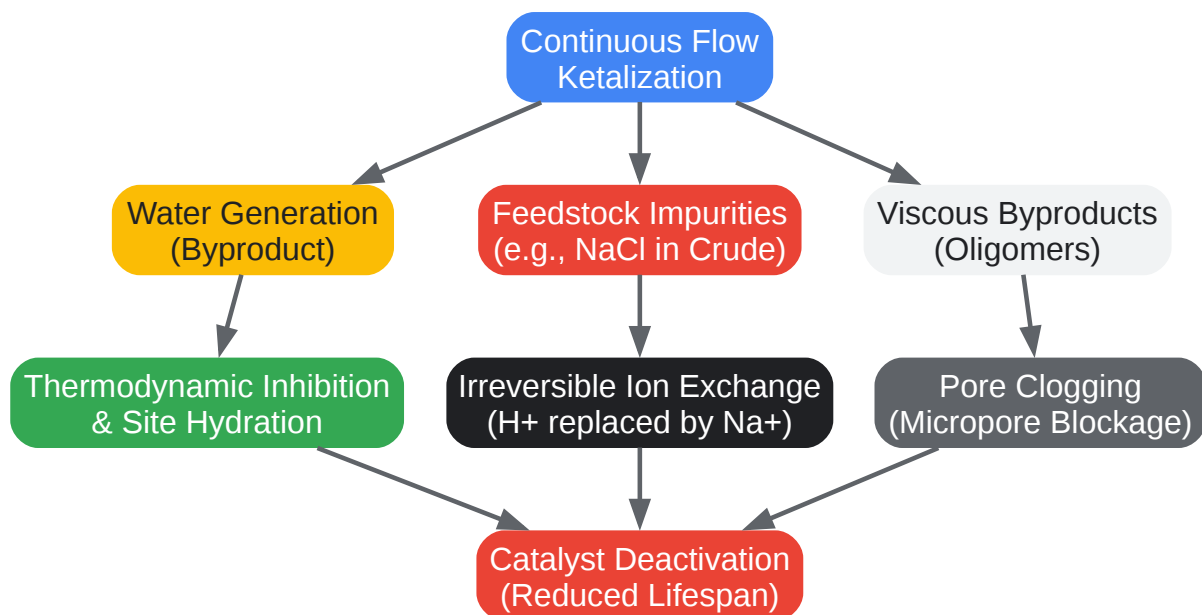 Continuous Flow
Ketalization
Water Generation
(Byproduct)
Feedstock Impurities
(e.g., NaCl in Crude)
Viscous Byproducts
(Oligomers)
Thermodynamic Inhibition
& Site Hydration
Irreversible Ion Exchange
(H+ replaced by Na+)
Pore Clogging
(Micropore Blockage)
Catalyst Deactivation
(Reduced Lifespan)